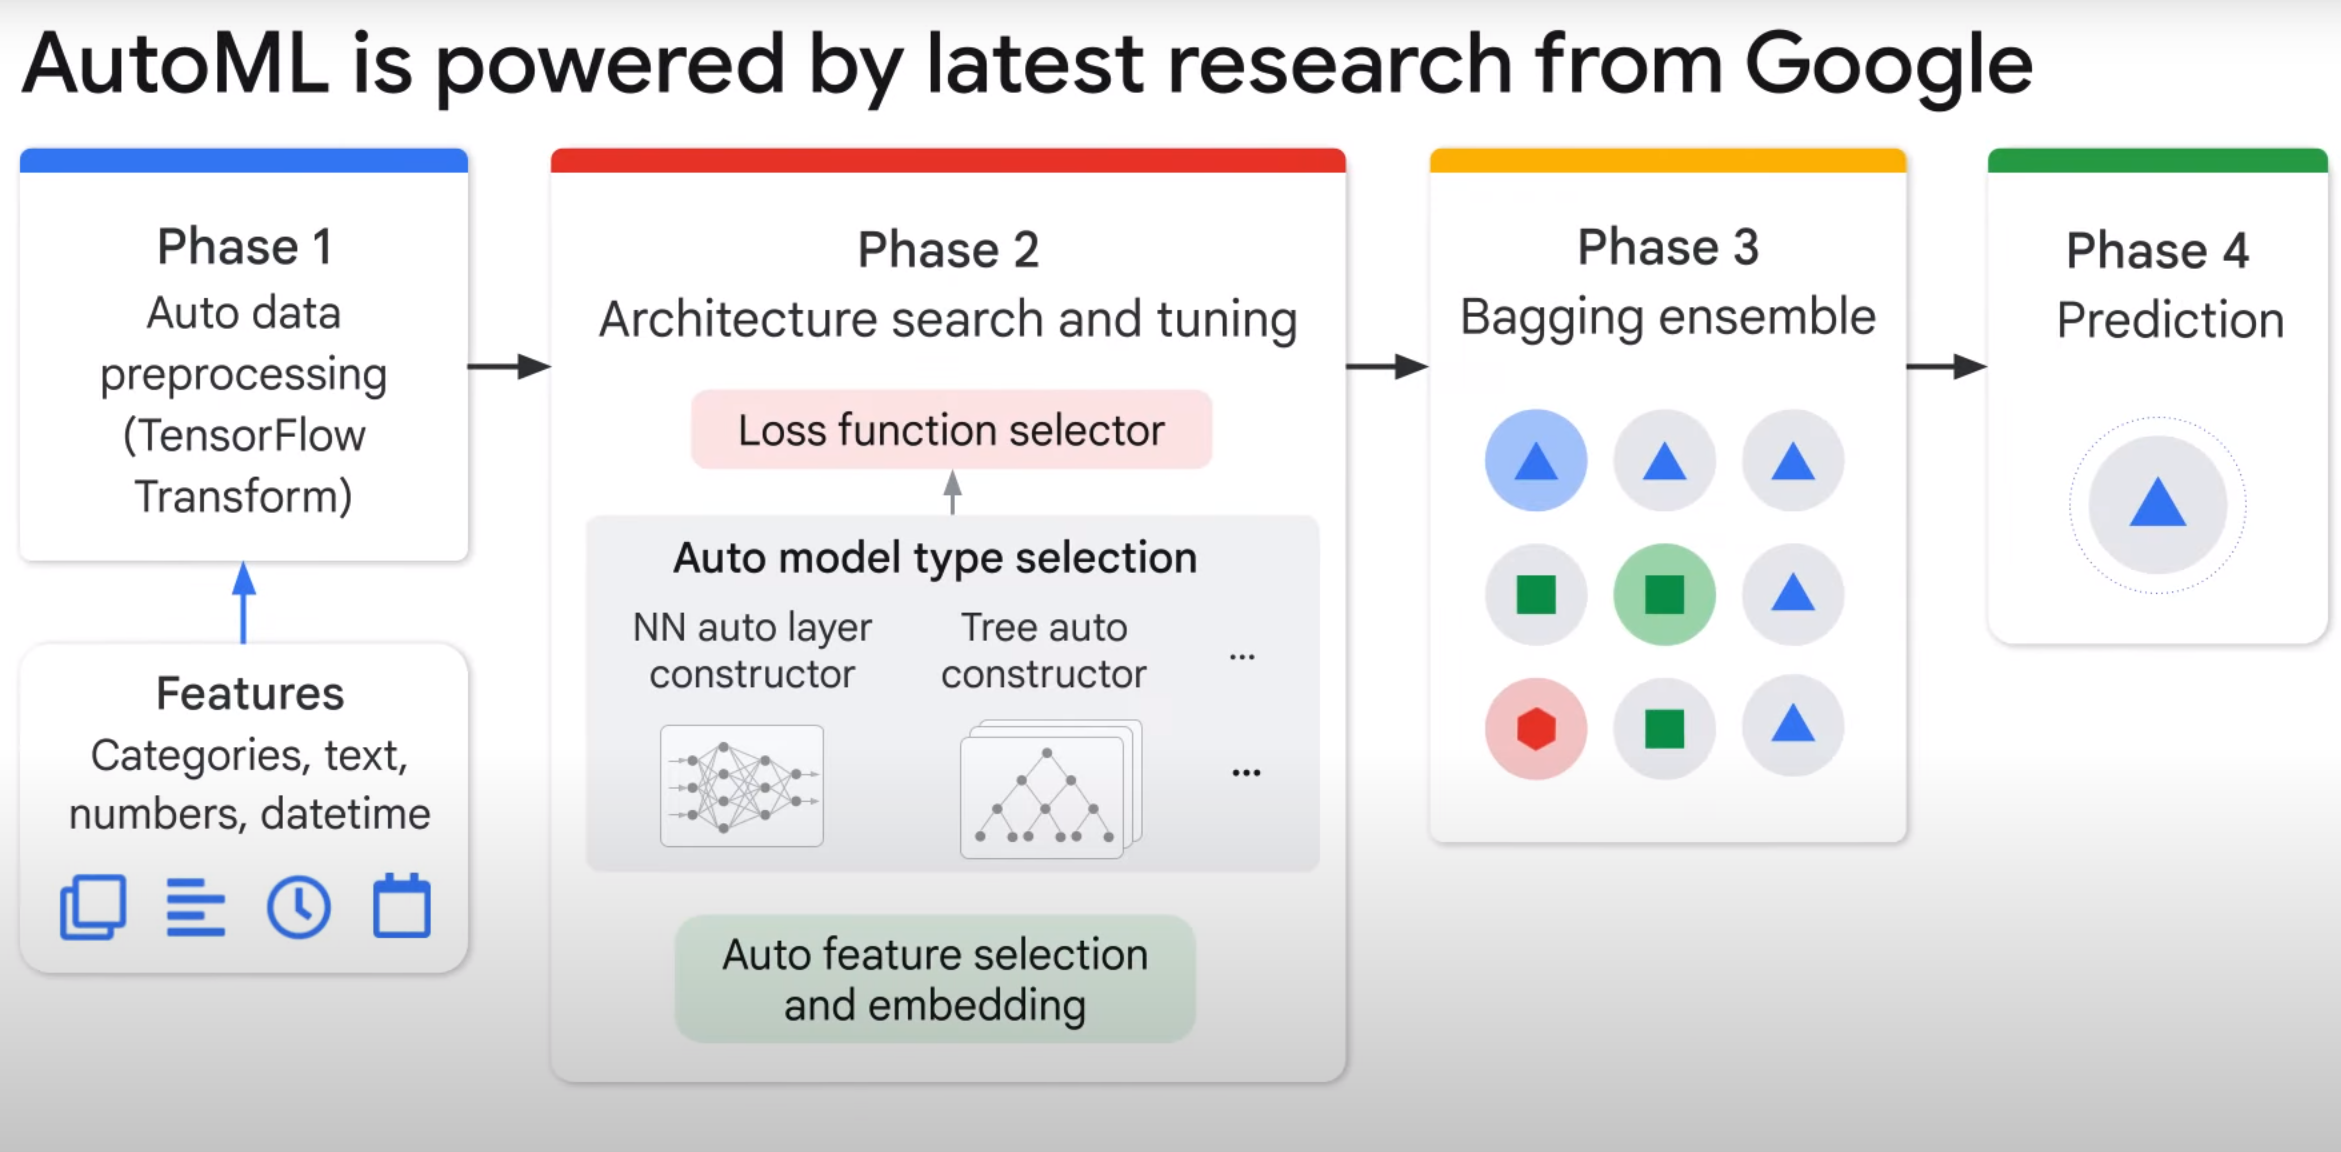 AutoML is powered by latest research from Google
Phase 1
Auto data
preprocessing
(TensorFlow
Transform)
Features
Categories, text,
numbers, datetime
Phase 2
Architecture search and tuning
Loss function selector
Auto model type selection
NN auto layer
constructor
Tree auto
constructor
...
...
Auto feature selection
and embedding
Phase 3
Bagging ensemble
Phase 4
Prediction